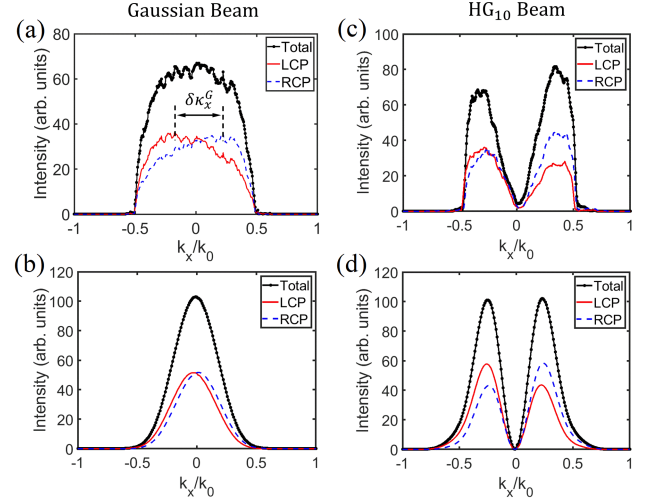 Gaussian Beam
HG₁₀ Beam
(a)
Intensity (arb. units)
80
60
40
20
0
-1
-0.5
0
0.5
1
kₓ/k₀
Total
LCP
RCP
δκₓᴳ
(c)
Intensity (arb. units)
100
80
60
40
20
0
-1
-0.5
0
0.5
1
kₓ/k₀
Total
LCP
RCP
(b)
Intensity (arb. units)
120
100
80
60
40
20
0
-1
-0.5
0
0.5
1
kₓ/k₀
Total
LCP
RCP
(d)
Intensity (arb. units)
120
100
80
60
40
20
0
-1
-0.5
0
0.5
1
kₓ/k₀
Total
LCP
RCP